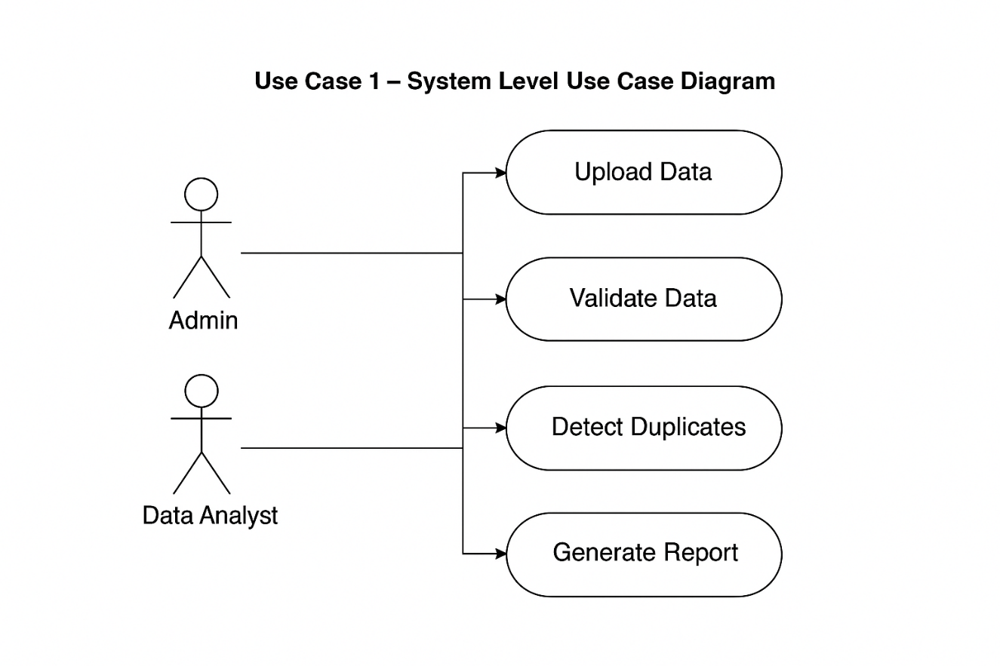 Use Case 1 – System Level Use Case Diagram
Upload Data
Validate Data
Admin
Detect Duplicates
Data Analyst
Generate Report